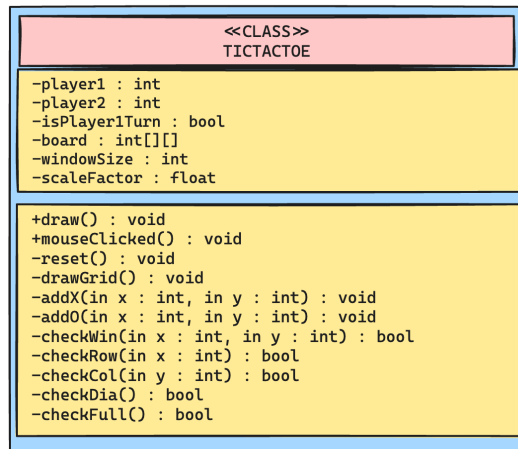 ≪CLASS≫
TICTACTOE
-player1 : int
-player2 : int
-isPlayer1Turn : bool
-board : int[][]
-windowSize : int
-scaleFactor : float
+draw() : void
+mouseClicked() : void
-reset() : void
-drawGrid() : void
-addX(in x : int, in y : int) : void
-addO(in x : int, in y : int) : void
-checkWin(in x : int, in y : int) : bool
-checkRow(in x : int) : bool
-checkCol(in y : int) : bool
-checkDia() : bool
-checkFull() : bool